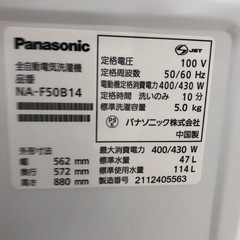 Panasonic
全自動電気洗濯機
品番
NA-F50B14
外形寸法
幅 562 mm
奥行 572 mm
高さ 880 mm
JET
定格電圧 100 V
定格周波数 50/60 Hz
電動機定格消費電力 400/430 W
定格時間 洗いのみ 10 分
標準洗濯容量 5.0 kg
パナソニック株式会社
中国製
最大消費電力 400/430 W
標準水量 47 L
標準使用水量 114 L
製造番号 2112405563